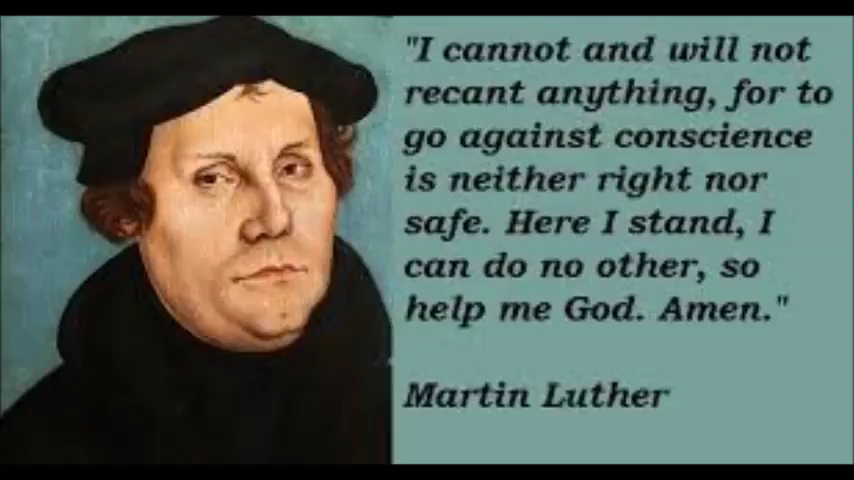 "I cannot and will not
recant anything, for to
go against conscience
is neither right nor
safe. Here I stand, I
can do no other, so
help me God. Amen."
Martin Luther